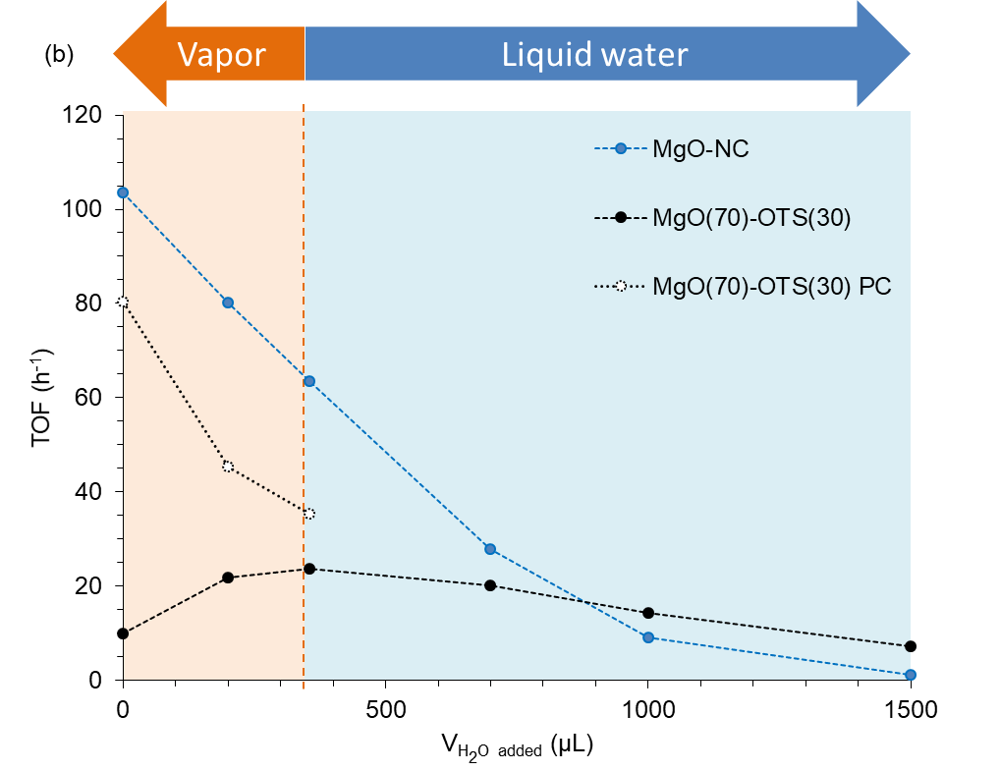 (b)
Vapor
Liquid water
120
100
80
60
40
20
0
TOF (h-1)
MgO-NC
MgO(70)-OTS(30)
MgO(70)-OTS(30) PC
0
500
1000
1500
VH2O added (µL)